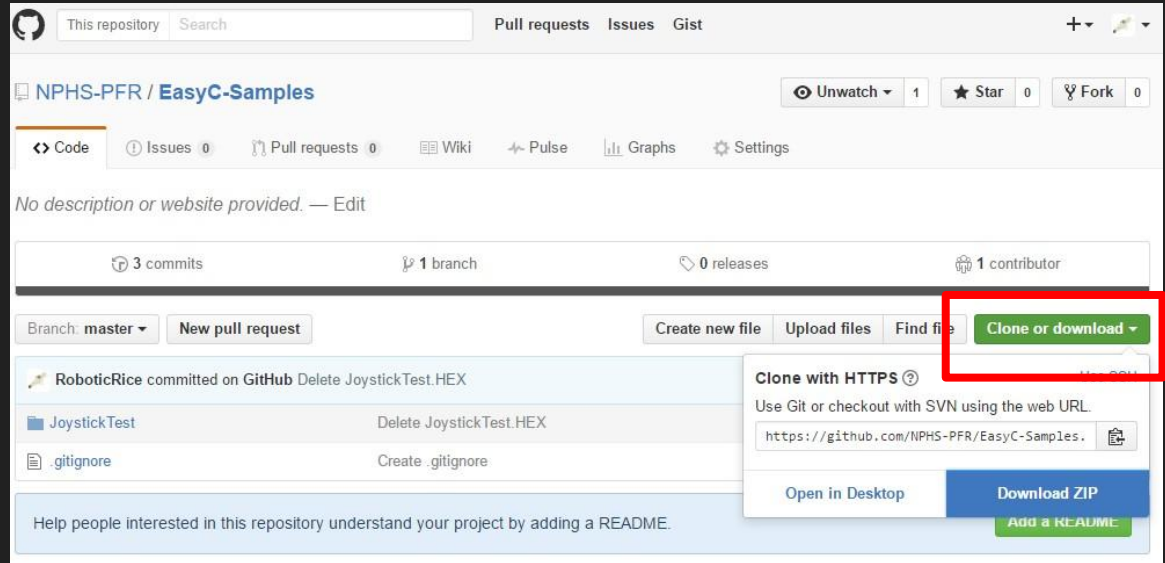 This repository Search Pull requests Issues Gist
NPHS-PFR / EasyC-Samples Unwatch 1 Star 0 Fork 0
Code Issues 0 Pull requests 0 Wiki Pulse Graphs Settings
No description or website provided. — Edit
3 commits 1 branch 0 releases 1 contributor
Branch: master New pull request Create new file Upload files Find file Clone or download
RoboticRice committed on GitHub Delete JoystickTest.HEX
JoystickTest Delete JoystickTest.HEX
.gitignore Create .gitignore
Clone with HTTPS ? Use SSH
Use Git or checkout with SVN using the web URL.
https://github.com/NPHS-PFR/EasyC-Samples.
Open in Desktop Download ZIP
Help people interested in this repository understand your project by adding a README. Add a README